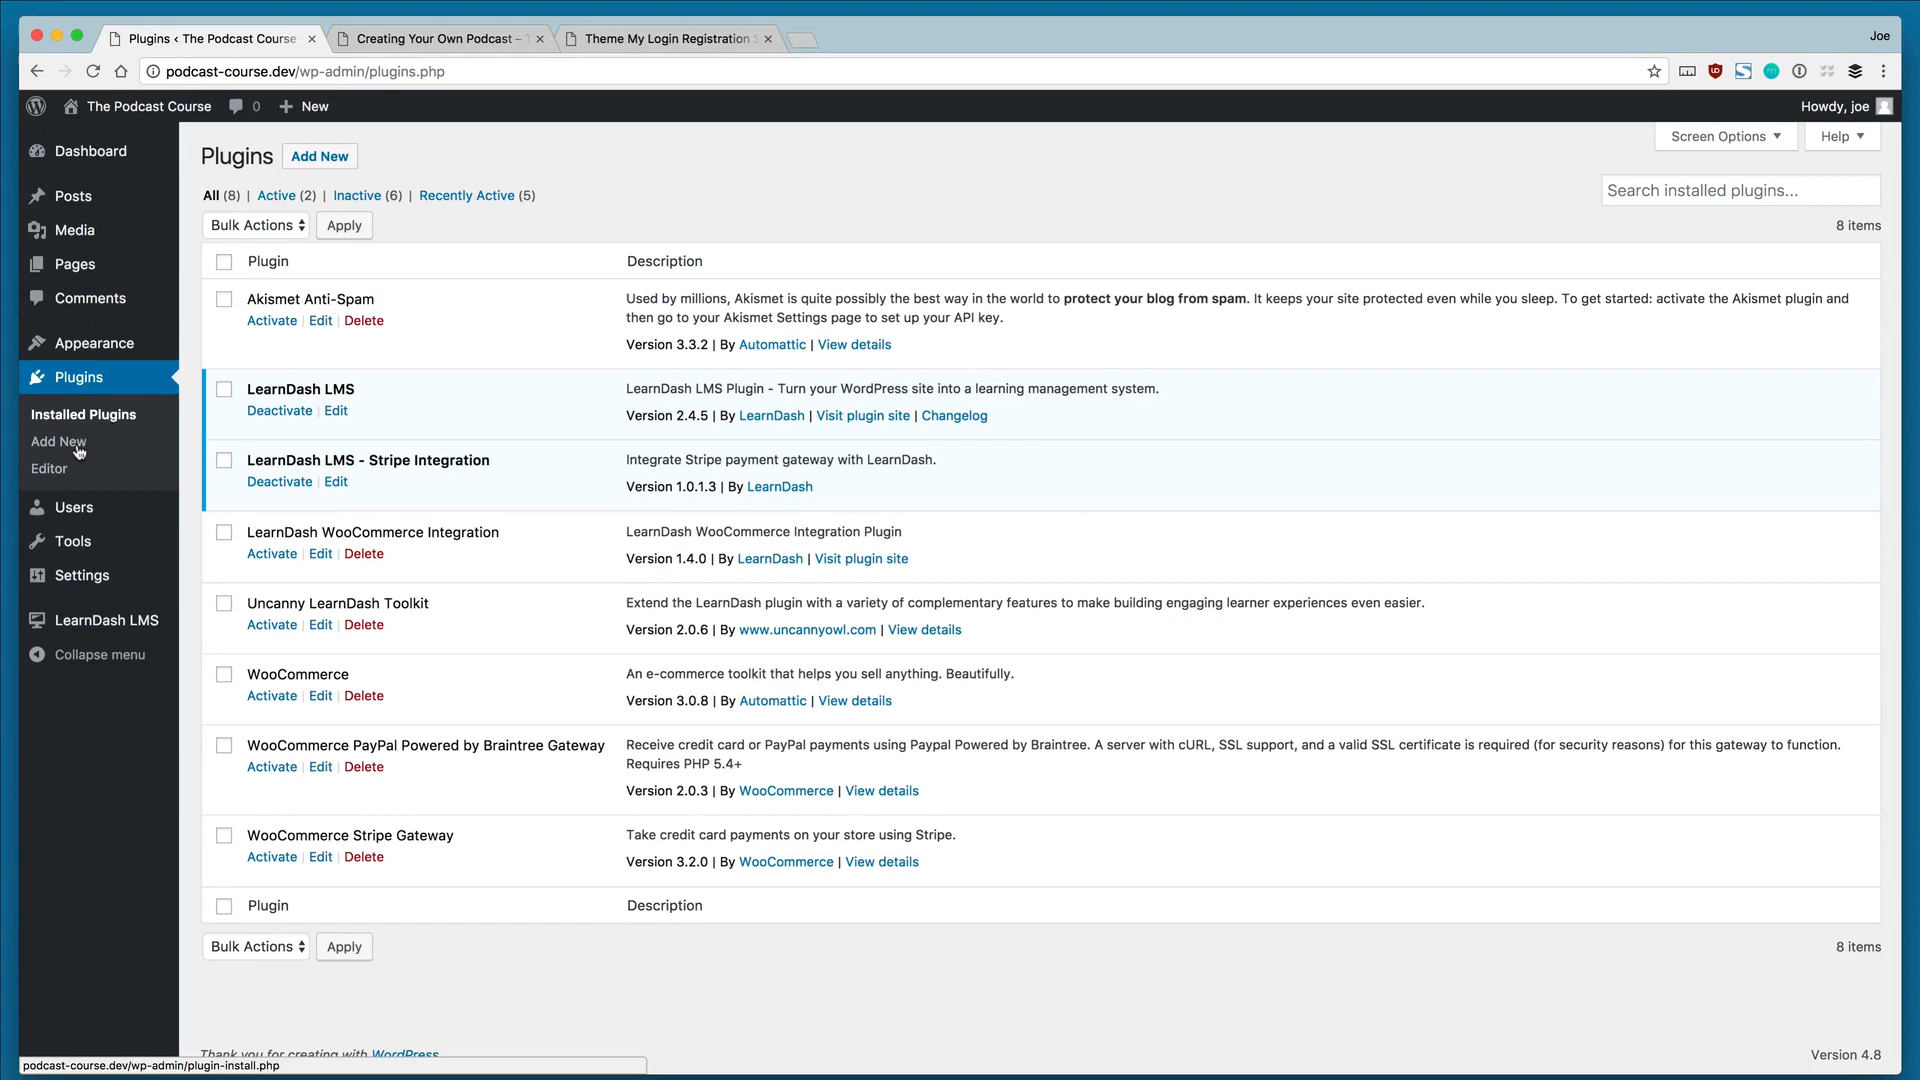 Plugins ‹ The Podcast Course
Creating Your Own Podcast –
Theme My Login Registration
Joe
podcast-course.dev/wp-admin/plugins.php
The Podcast Course 0 New
Howdy, joe
Dashboard
Posts
Media
Pages
Comments
Appearance
Plugins
Installed Plugins
Add New
Editor
Users
Tools
Settings
LearnDash LMS
Collapse menu
Screen Options
Help
Plugins Add New
All (8) | Active (2) | Inactive (6) | Recently Active (5)
Search installed plugins...
Bulk Actions Apply
8 items
Plugin Description
Akismet Anti-Spam
Activate | Edit | Delete
Used by millions, Akismet is quite possibly the best way in the world to protect your blog from spam. It keeps your site protected even while you sleep. To get started: activate the Akismet plugin and
then go to your Akismet Settings page to set up your API key.
Version 3.3.2 | By Automattic | View details
LearnDash LMS
Deactivate | Edit
LearnDash LMS Plugin - Turn your WordPress site into a learning management system.
Version 2.4.5 | By LearnDash | Visit plugin site | Changelog
LearnDash LMS - Stripe Integration
Deactivate | Edit
Integrate Stripe payment gateway with LearnDash.
Version 1.0.1.3 | By LearnDash
LearnDash WooCommerce Integration
Activate | Edit | Delete
LearnDash WooCommerce Integration Plugin
Version 1.4.0 | By LearnDash | Visit plugin site
Uncanny LearnDash Toolkit
Activate | Edit | Delete
Extend the LearnDash plugin with a variety of complementary features to make building engaging learner experiences even easier.
Version 2.0.6 | By www.uncannyowl.com | View details
WooCommerce
Activate | Edit | Delete
An e-commerce toolkit that helps you sell anything. Beautifully.
Version 3.0.8 | By Automattic | View details
WooCommerce PayPal Powered by Braintree Gateway
Activate | Edit | Delete
Receive credit card or PayPal payments using Paypal Powered by Braintree. A server with cURL, SSL support, and a valid SSL certificate is required (for security reasons) for this gateway to function.
Requires PHP 5.4+
Version 2.0.3 | By WooCommerce | View details
WooCommerce Stripe Gateway
Activate | Edit | Delete
Take credit card payments on your store using Stripe.
Version 3.2.0 | By WooCommerce | View details
Plugin Description
Bulk Actions Apply
8 items
Thank you for creating with WordPress
Version 4.8
podcast-course.dev/wp-admin/plugin-install.php